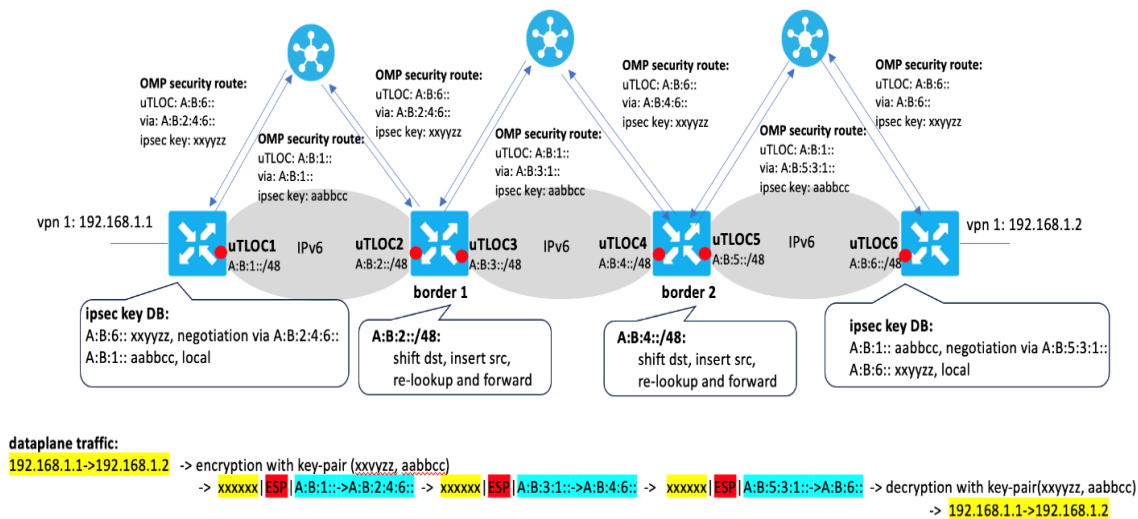 OMP security route:
uTLOC: A:B:6::
via: A:B:2:4:6::
ipsec key: xxyyzz
OMP security route:
uTLOC: A:B:1::
via: A:B:1::
ipsec key: aabbcc
OMP security route:
uTLOC: A:B:6::
via: A:B:2:4:6::
ipsec key: xxyyzz
OMP security route:
uTLOC: A:B:1::
via: A:B:3:1::
ipsec key: aabbcc
OMP security route:
uTLOC: A:B:6::
via: A:B:4:6::
ipsec key: xxyyzz
OMP security route:
uTLOC: A:B:1::
via: A:B:5:3:1::
ipsec key: aabbcc
OMP security route:
uTLOC: A:B:6::
via: A:B:6::
ipsec key: xxyyzz
vpn 1: 192.168.1.1
uTLOC1
A:B:1::/48
IPv6
uTLOC2
A:B:2::/48
uTLOC3
A:B:3::/48
IPv6
uTLOC4
A:B:4::/48
uTLOC5
A:B:5::/48
IPv6
uTLOC6
A:B:6::/48
vpn 1: 192.168.1.2
border 1
border 2
ipsec key DB:
A:B:6:: xxyyzz, negotiation via A:B:2:4:6::
A:B:1:: aabbcc, local
A:B:2::/48:
shift dst, insert src,
re-lookup and forward
A:B:4::/48:
shift dst, insert src,
re-lookup and forward
ipsec key DB:
A:B:1:: aabbcc, negotiation via A:B:5:3:1::
A:B:6:: xxyyzz, local
dataplane traffic:
192.168.1.1->192.168.1.2 -> encryption with key-pair (xxyyzz, aabbcc)
-> xxxxxx|ESP|A:B:1::->A:B:2:4:6:: -> xxxxxx|ESP|A:B:3:1::->A:B:4:6:: -> xxxxxx|ESP|A:B:5:3:1::->A:B:6:: -> decryption with key-pair(xxyyzz, aabbcc)
-> 192.168.1.1->192.168.1.2